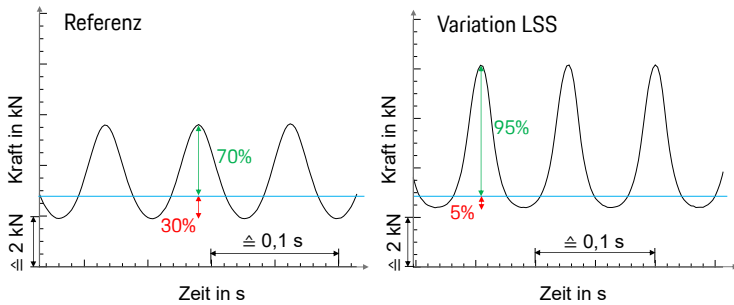 Referenz
Kraft in kN
≙ 2 kN
70%
30%
≙ 0,1 s
Zeit in s
Variation LSS
Kraft in kN
≙ 2 kN
95%
5%
≙ 0,1 s
Zeit in s